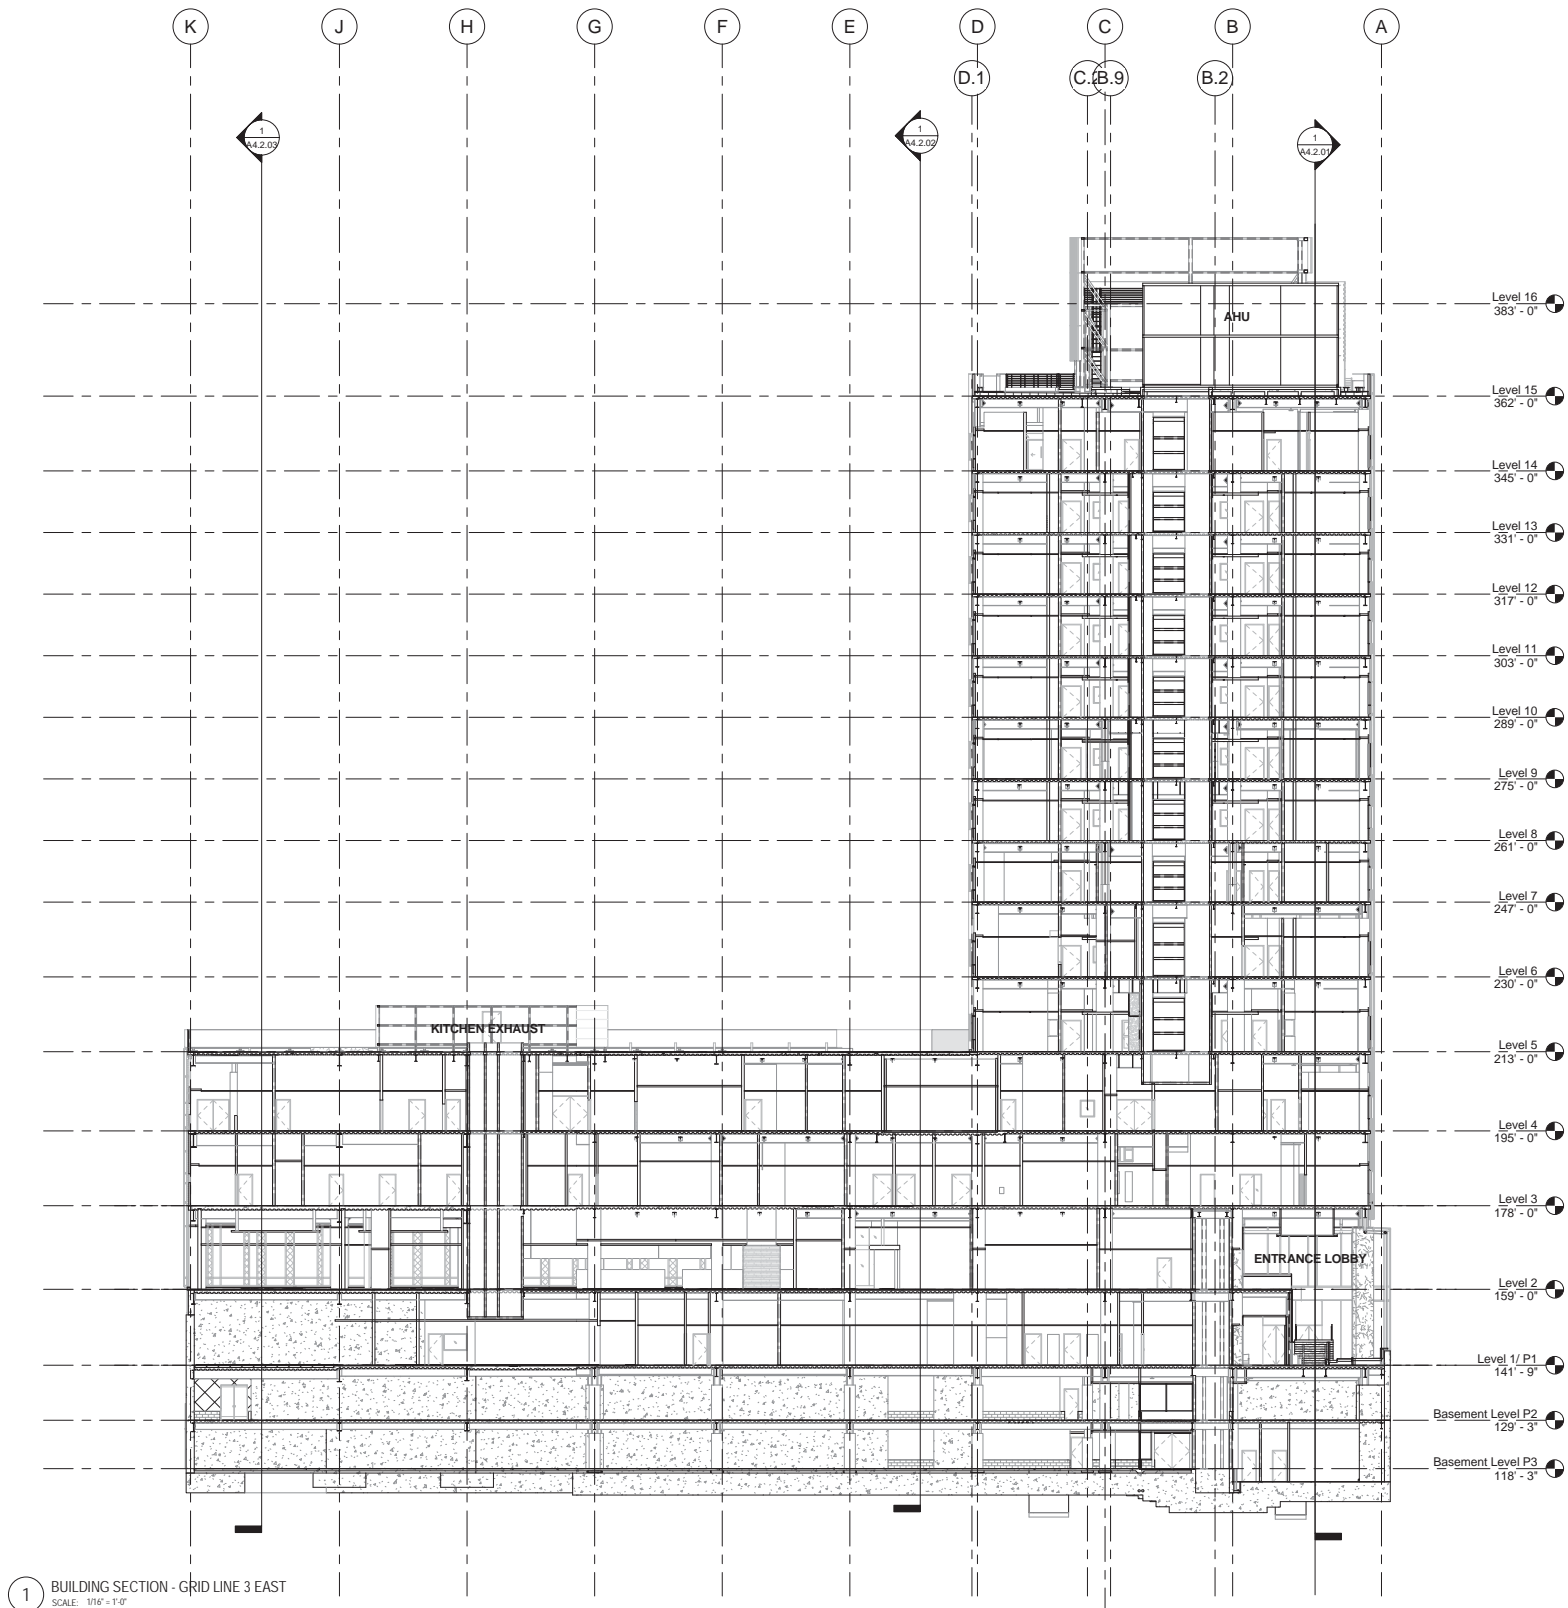 K J H G F E D C B A
D.1 B.9 B.2
1
A4.2.03
1
A4.2.02
1
A4.2.01
Level 16
383' - 0"
AHU
Level 15
362' - 0"
Level 14
345' - 0"
Level 13
331' - 0"
Level 12
317' - 0"
Level 11
303' - 0"
Level 10
289' - 0"
Level 9
275' - 0"
Level 8
261' - 0"
Level 7
247' - 0"
Level 6
230' - 0"
KITCHEN EXHAUST
Level 5
213' - 0"
Level 4
195' - 0"
Level 3
178' - 0"
ENTRANCE LOBBY
Level 2
159' - 0"
Level 1/ P1
141' - 9"
Basement Level P2
129' - 3"
Basement Level P3
118' - 3"
1
BUILDING SECTION - GRID LINE 3 EAST
SCALE: 1/16" = 1'-0"